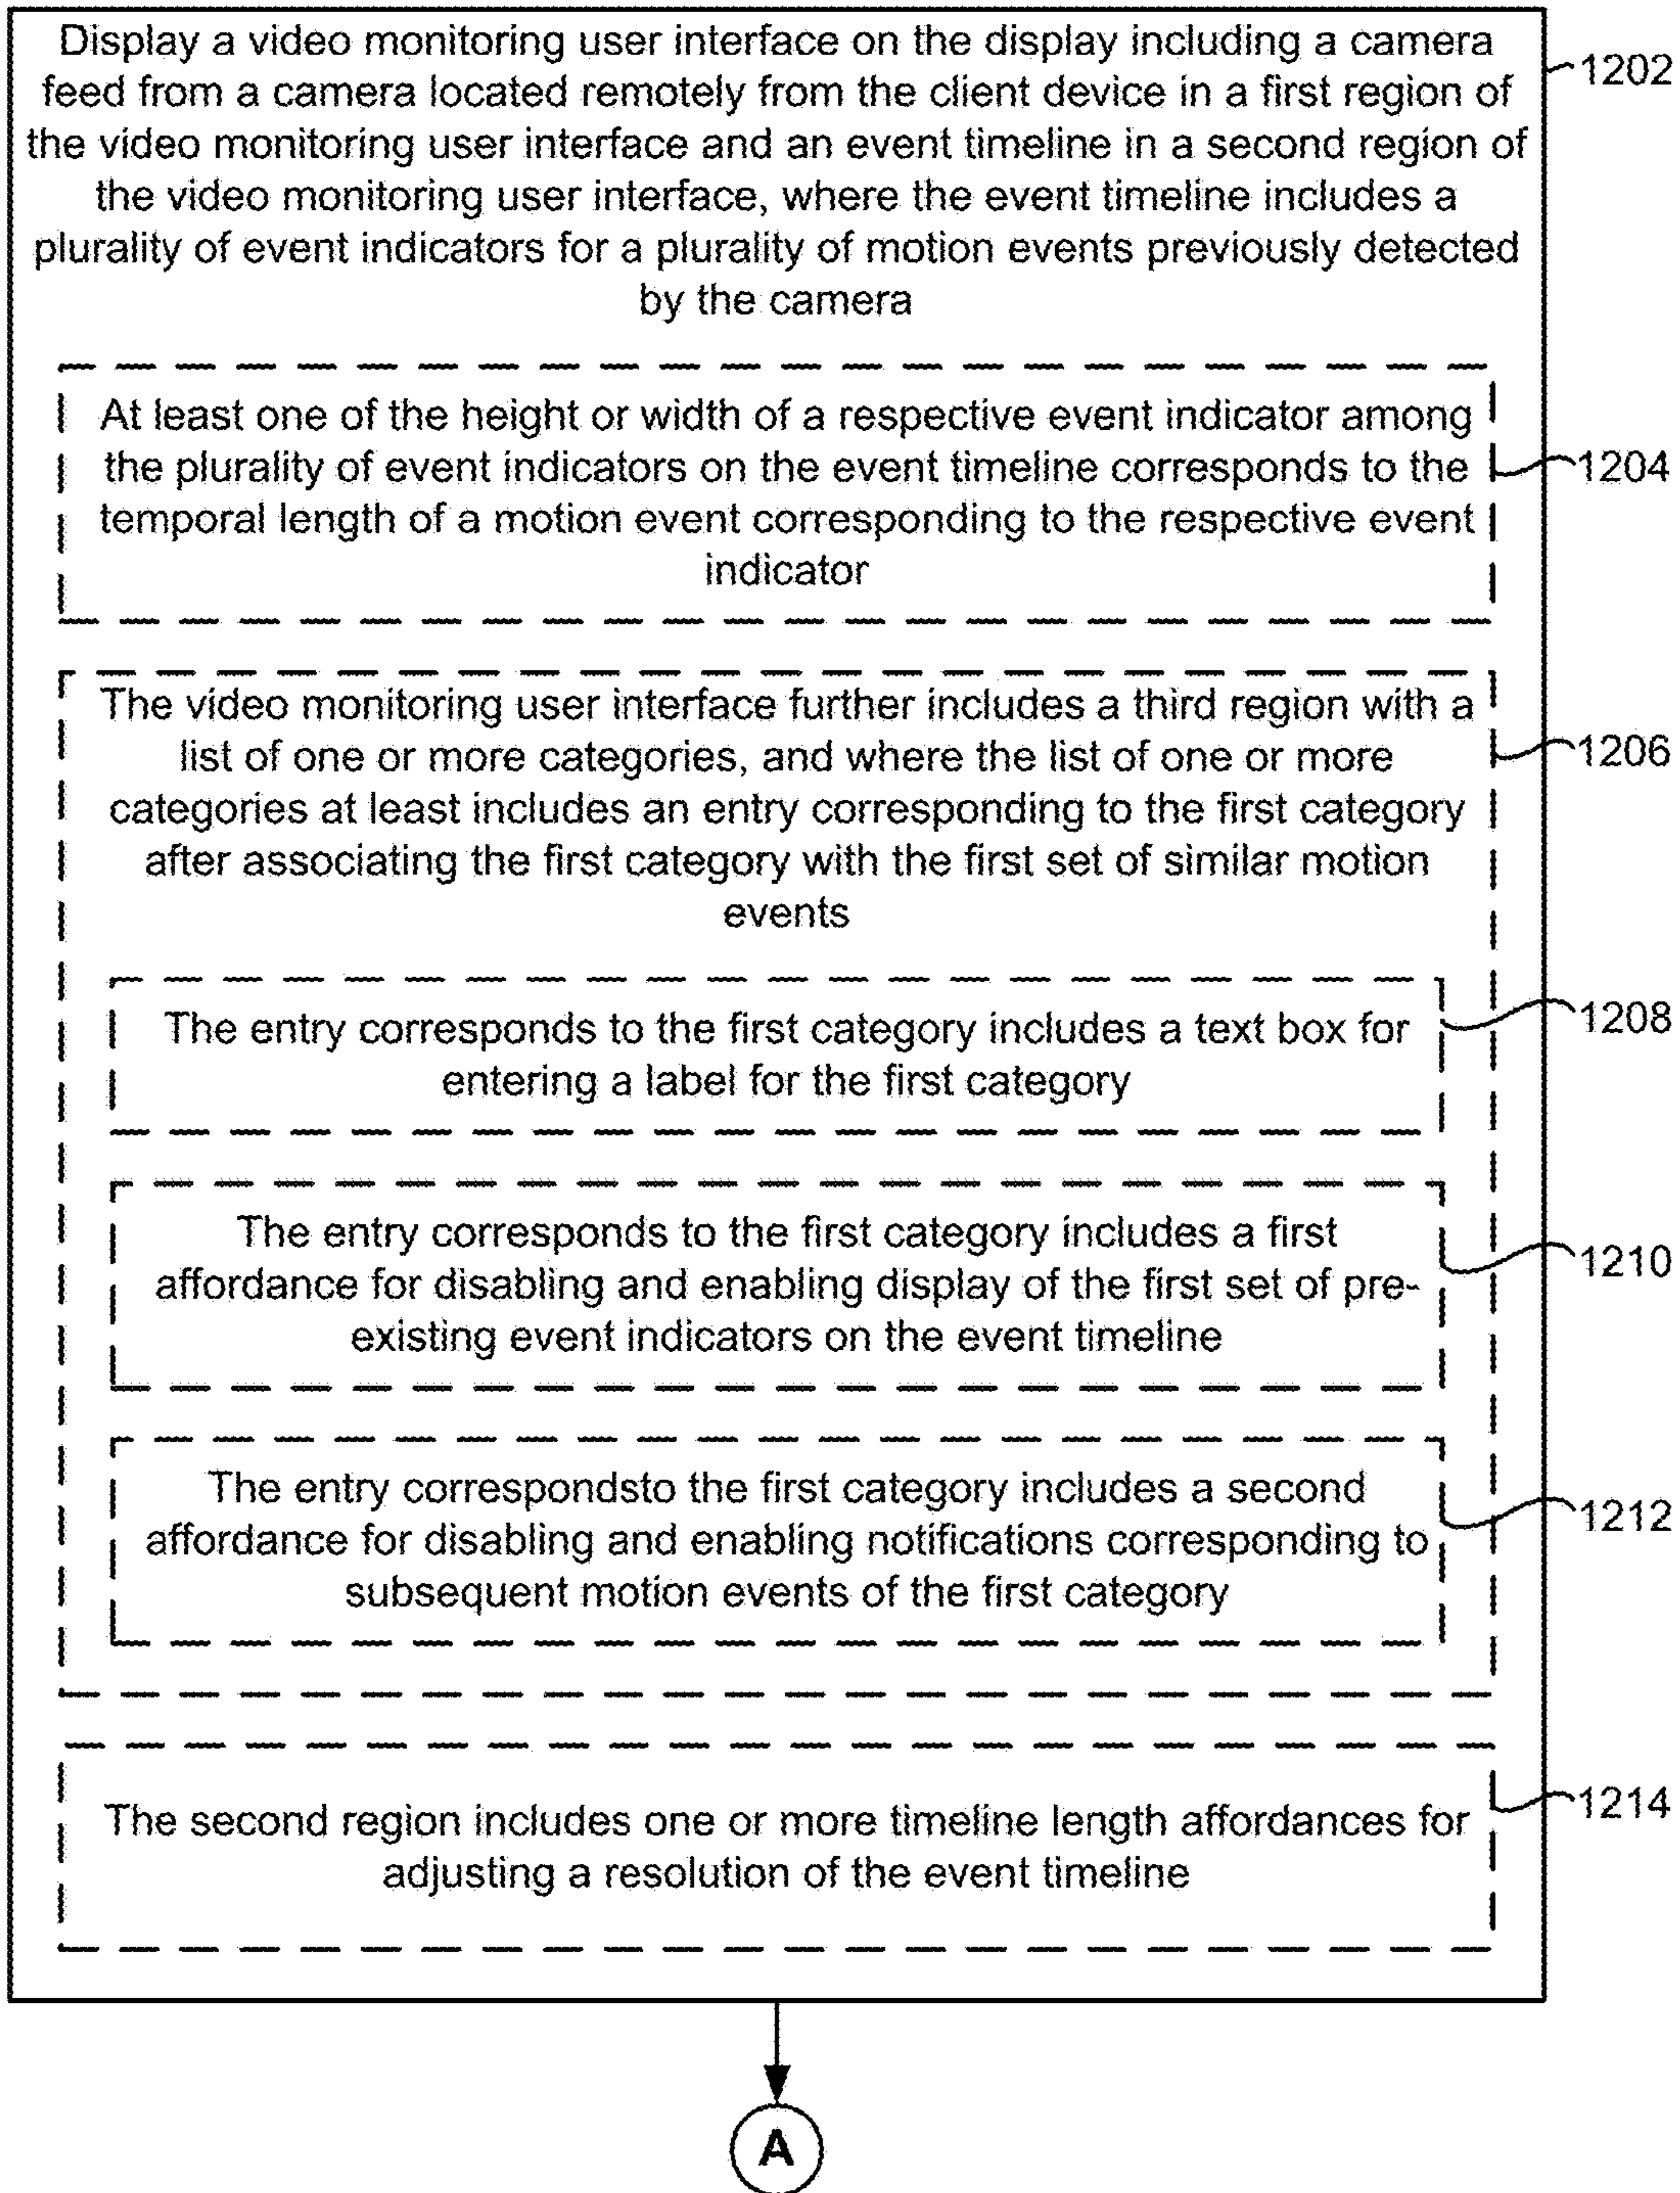 Display a video monitoring user interface on the display including a camera
feed from a camera located remotely from the client device in a first region of
the video monitoring user interface and an event timeline in a second region of
the video monitoring user interface, where the event timeline includes a
plurality of event indicators for a plurality of motion events previously detected
by the camera
1202
At least one of the height or width of a respective event indicator among
the plurality of event indicators on the event timeline corresponds to the
temporal length of a motion event corresponding to the respective event
indicator
1204
The video monitoring user interface further includes a third region with a
list of one or more categories, and where the list of one or more
categories at least includes an entry corresponding to the first category
after associating the first category with the first set of similar motion
events
1206
The entry corresponds to the first category includes a text box for
entering a label for the first category
1208
The entry corresponds to the first category includes a first
affordance for disabling and enabling display of the first set of pre-
existing event indicators on the event timeline
1210
The entry correspondsto the first category includes a second
affordance for disabling and enabling notifications corresponding to
subsequent motion events of the first category
1212
The second region includes one or more timeline length affordances for
adjusting a resolution of the event timeline
1214
A